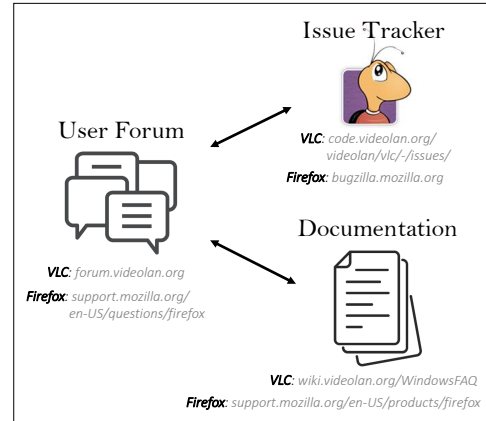 Issue Tracker
VLC: code.videolan.org/
videolan/vlc/-/issues/
Firefox: bugzilla.mozilla.org
User Forum
VLC: forum.videolan.org
Firefox: support.mozilla.org/
en-US/questions/firefox
Documentation
VLC: wiki.videolan.org/WindowsFAQ
Firefox: support.mozilla.org/en-US/products/firefox